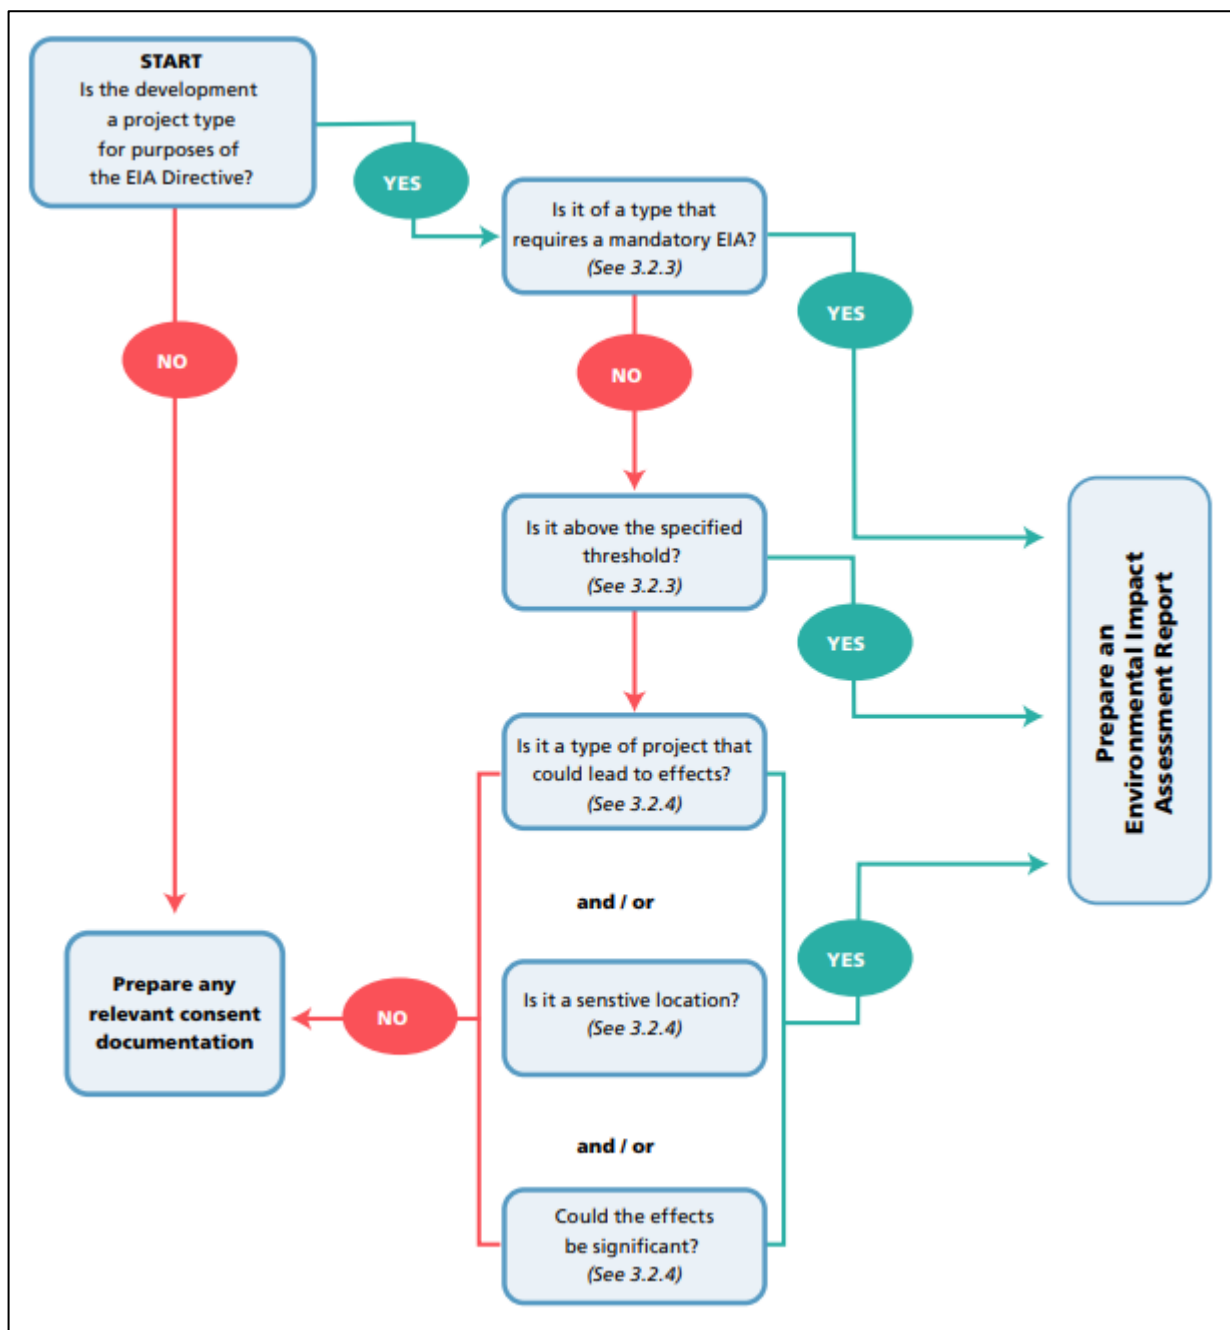 START
Is the development
a project type
for purposes of
the EIA Directive?
YES
Is it of a type that
requires a mandatory EIA?
(See 3.2.3)
YES
NO
NO
Is it above the specified
threshold?
(See 3.2.3)
YES
Prepare an
Environmental Impact
Assessment Report
Is it a type of project that
could lead to effects?
(See 3.2.4)
and / or
YES
Prepare any
relevant consent
documentation
NO
Is it a senstive location?
(See 3.2.4)
and / or
Could the effects
be significant?
(See 3.2.4)